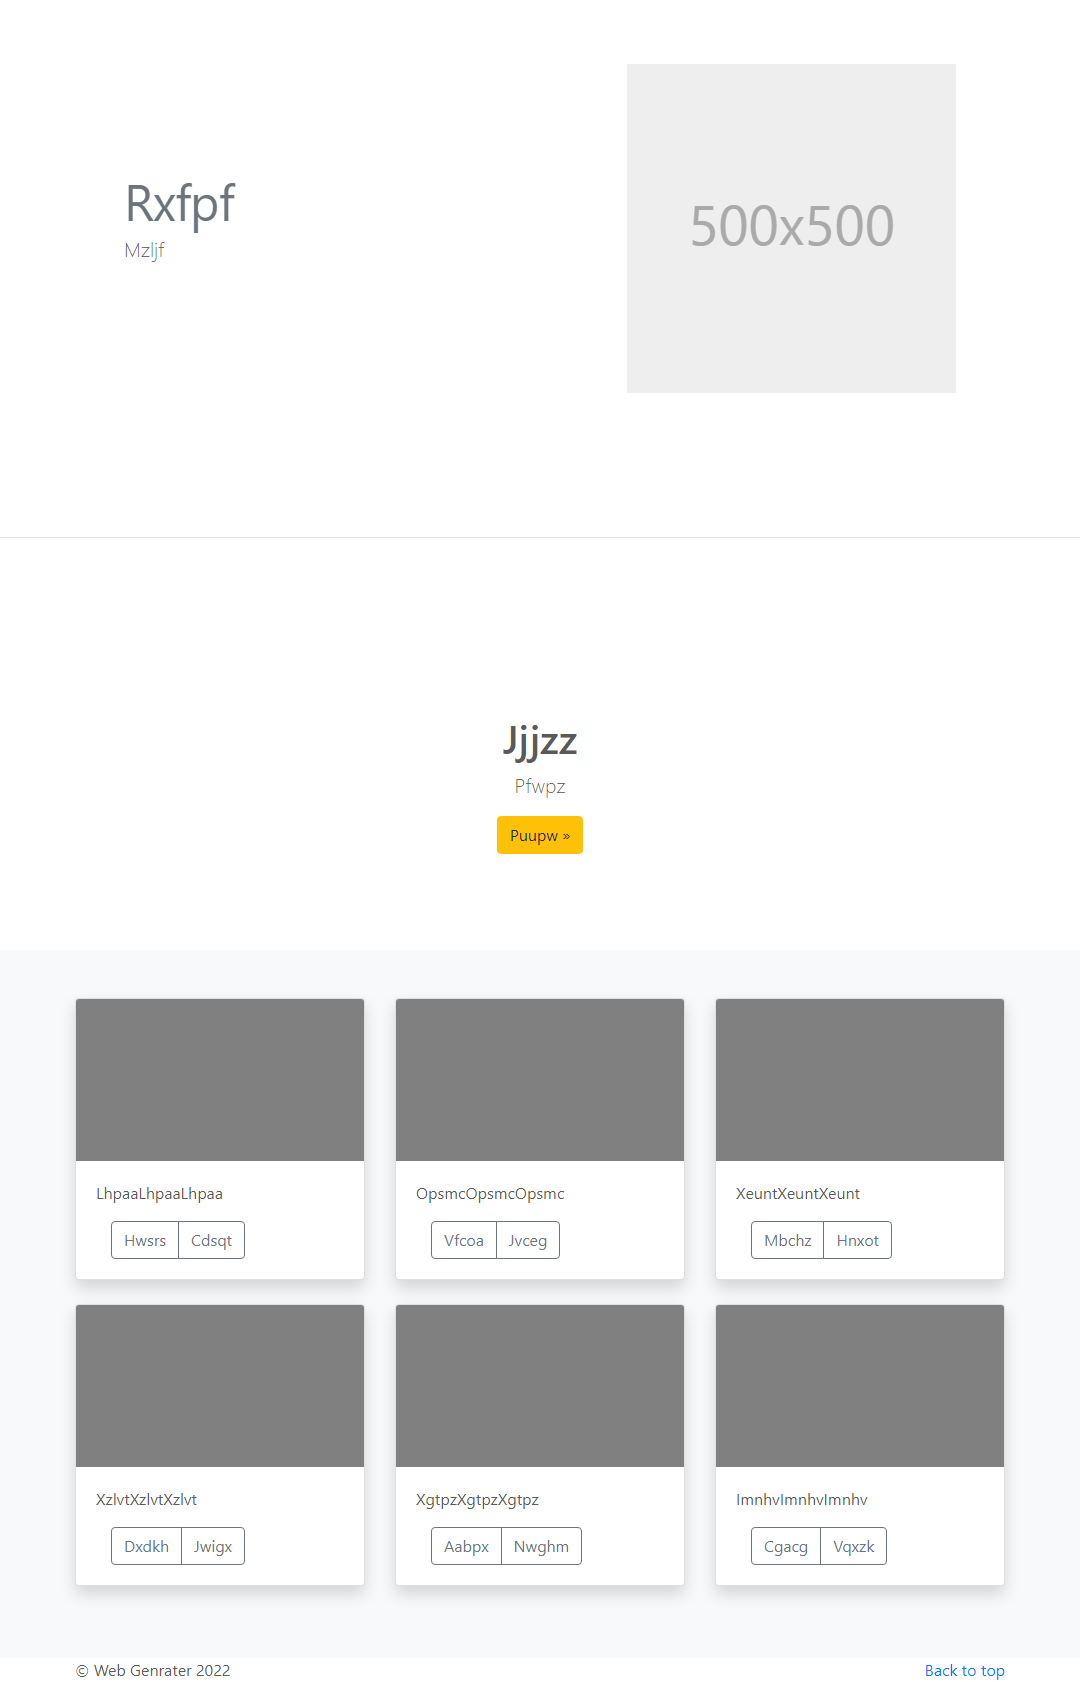 Rxfpf
Mzljf
500x500
Jjjzz
Pfwpz
Puupw »
LhpaaLhpaaLhpaa
Hwsrs Cdsqt
OpsmcOpsmcOpsmc
Vfcoa Jvceg
XeuntXeuntXeunt
Mbchz Hnxot
XzlvtXzlvtXzlvt
Dxdkh Jwigx
XgtpzXgtpzXgtpz
Aabpx Nwghm
ImnhvImnhvImnhv
Cgacg Vqxzk
© Web Genrater 2022
Back to top